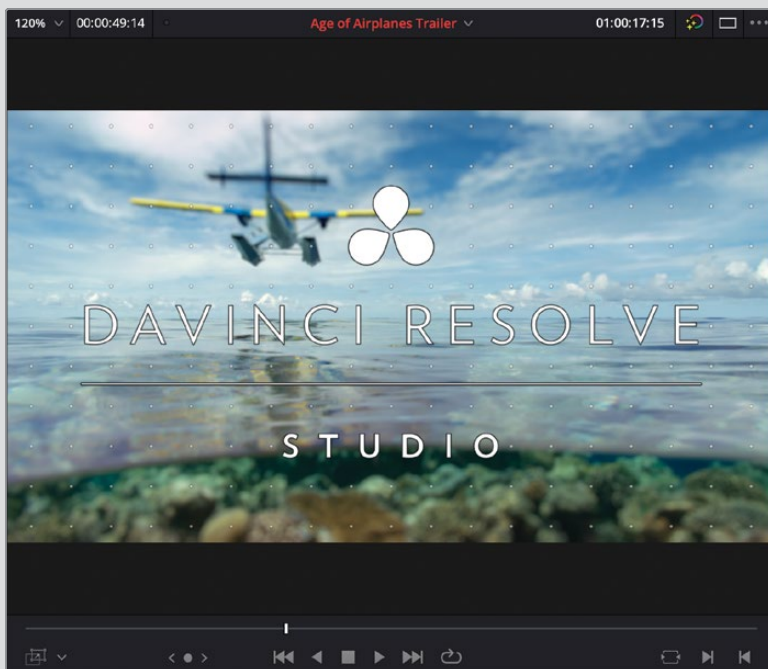 120% 00:00:49:14 Age of Airplanes Trailer 01:00:17:15
DAVINCI RESOLVE
STUDIO